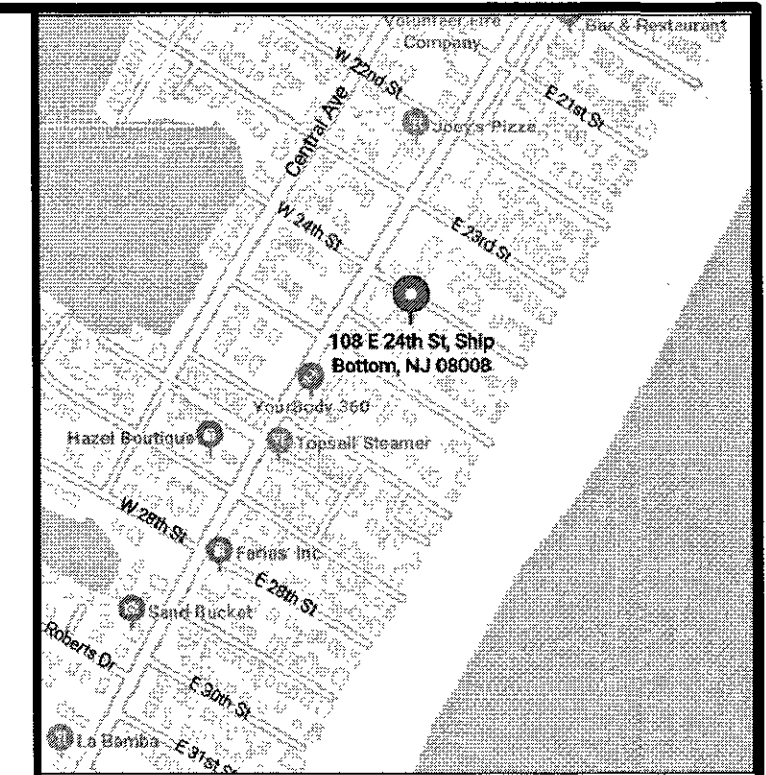 Volunteer Fire
Company
Bar & Restaurant
W 22nd St
E 21st St
Central Ave
Joey's Pizza
W 24th St
E 23rd St
108 E 24th St, Ship
Bottom, NJ 08008
YourBody 360
Hazel Boutique
Topsail Steamer
W 28th St
Farias' Inc
E 28th St
Sand Bucket
Roberts Dr
E 30th St
La Bamba
E 31st St